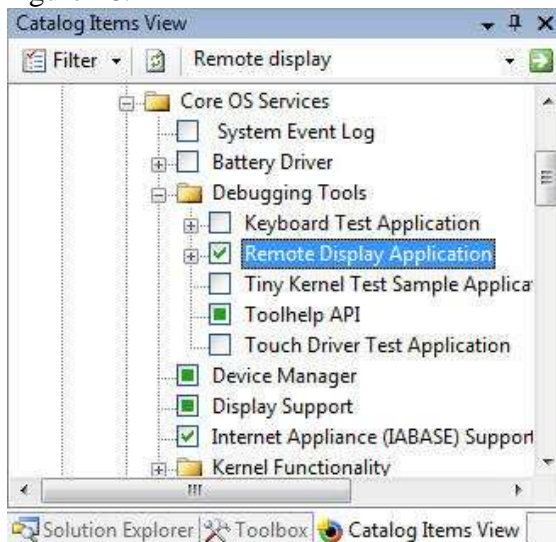 Catalog Items View
Filter Remote display
Core OS Services
System Event Log
Battery Driver
Debugging Tools
Keyboard Test Application
Remote Display Application
Tiny Kernel Test Sample Applica
Toolhelp API
Touch Driver Test Application
Device Manager
Display Support
Internet Appliance (IABASE) Support
Kernel Functionality
Solution Explorer Toolbox Catalog Items View